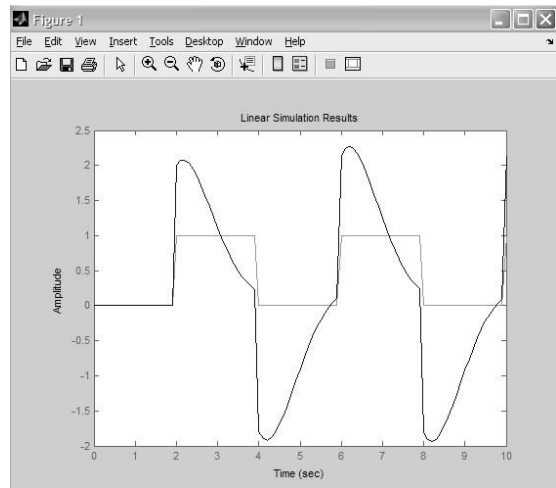 Figure 1
File Edit View Insert Tools Desktop Window Help
Linear Simulation Results
2.5
2
1.5
1
0.5
0
-0.5
-1
-1.5
-2
Amplitude
0 1 2 3 4 5 6 7 8 9 10
Time (sec)